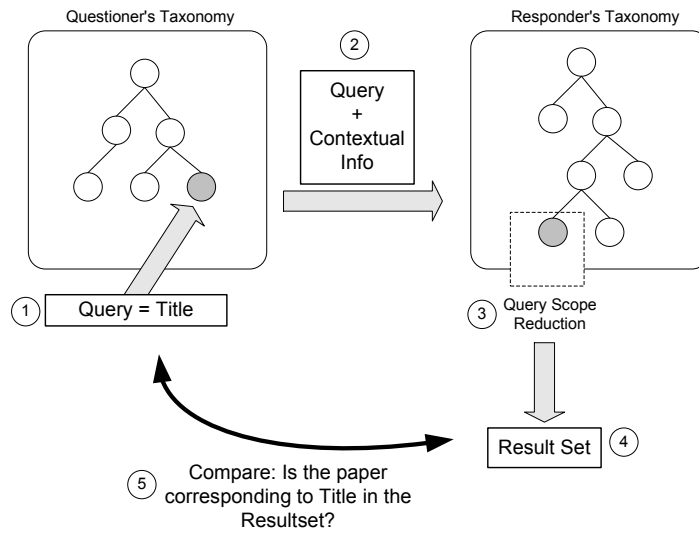 Questioner's Taxonomy
Responder's Taxonomy
2
Query
+
Contextual
Info
1
Query = Title
3
Query Scope
Reduction
Result Set
4
5
Compare: Is the paper
corresponding to Title in the
Resultset?